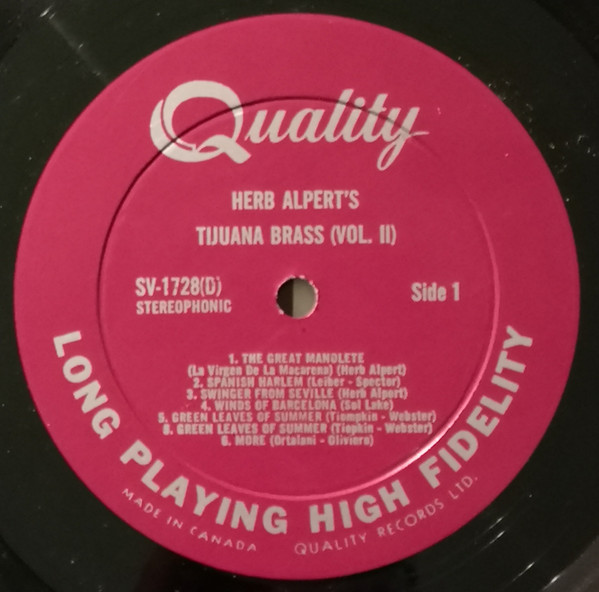 Quality
HERB ALPERT'S
TIJUANA BRASS (VOL. II)
SV-1728(D)
STEREOPHONIC
Side 1
1. THE GREAT MANOLETE
(La Virgen De La Macarena) (Herb Alpert)
2. SPANISH HARLEM (Leiber - Spector)
3. SWINGER FROM SEVILLE (Herb Alpert)
4. WINDS OF BARCELONA (Sol Lake)
5. GREEN LEAVES OF SUMMER (Tiompkin - Webster)
8. GREEN LEAVES OF SUMMER (Tiepkin - Webster)
6. MORE (Ortalani - Oliviero)
LONG PLAYING HIGH FIDELITY
MADE IN CANADA
QUALITY RECORDS LTD.